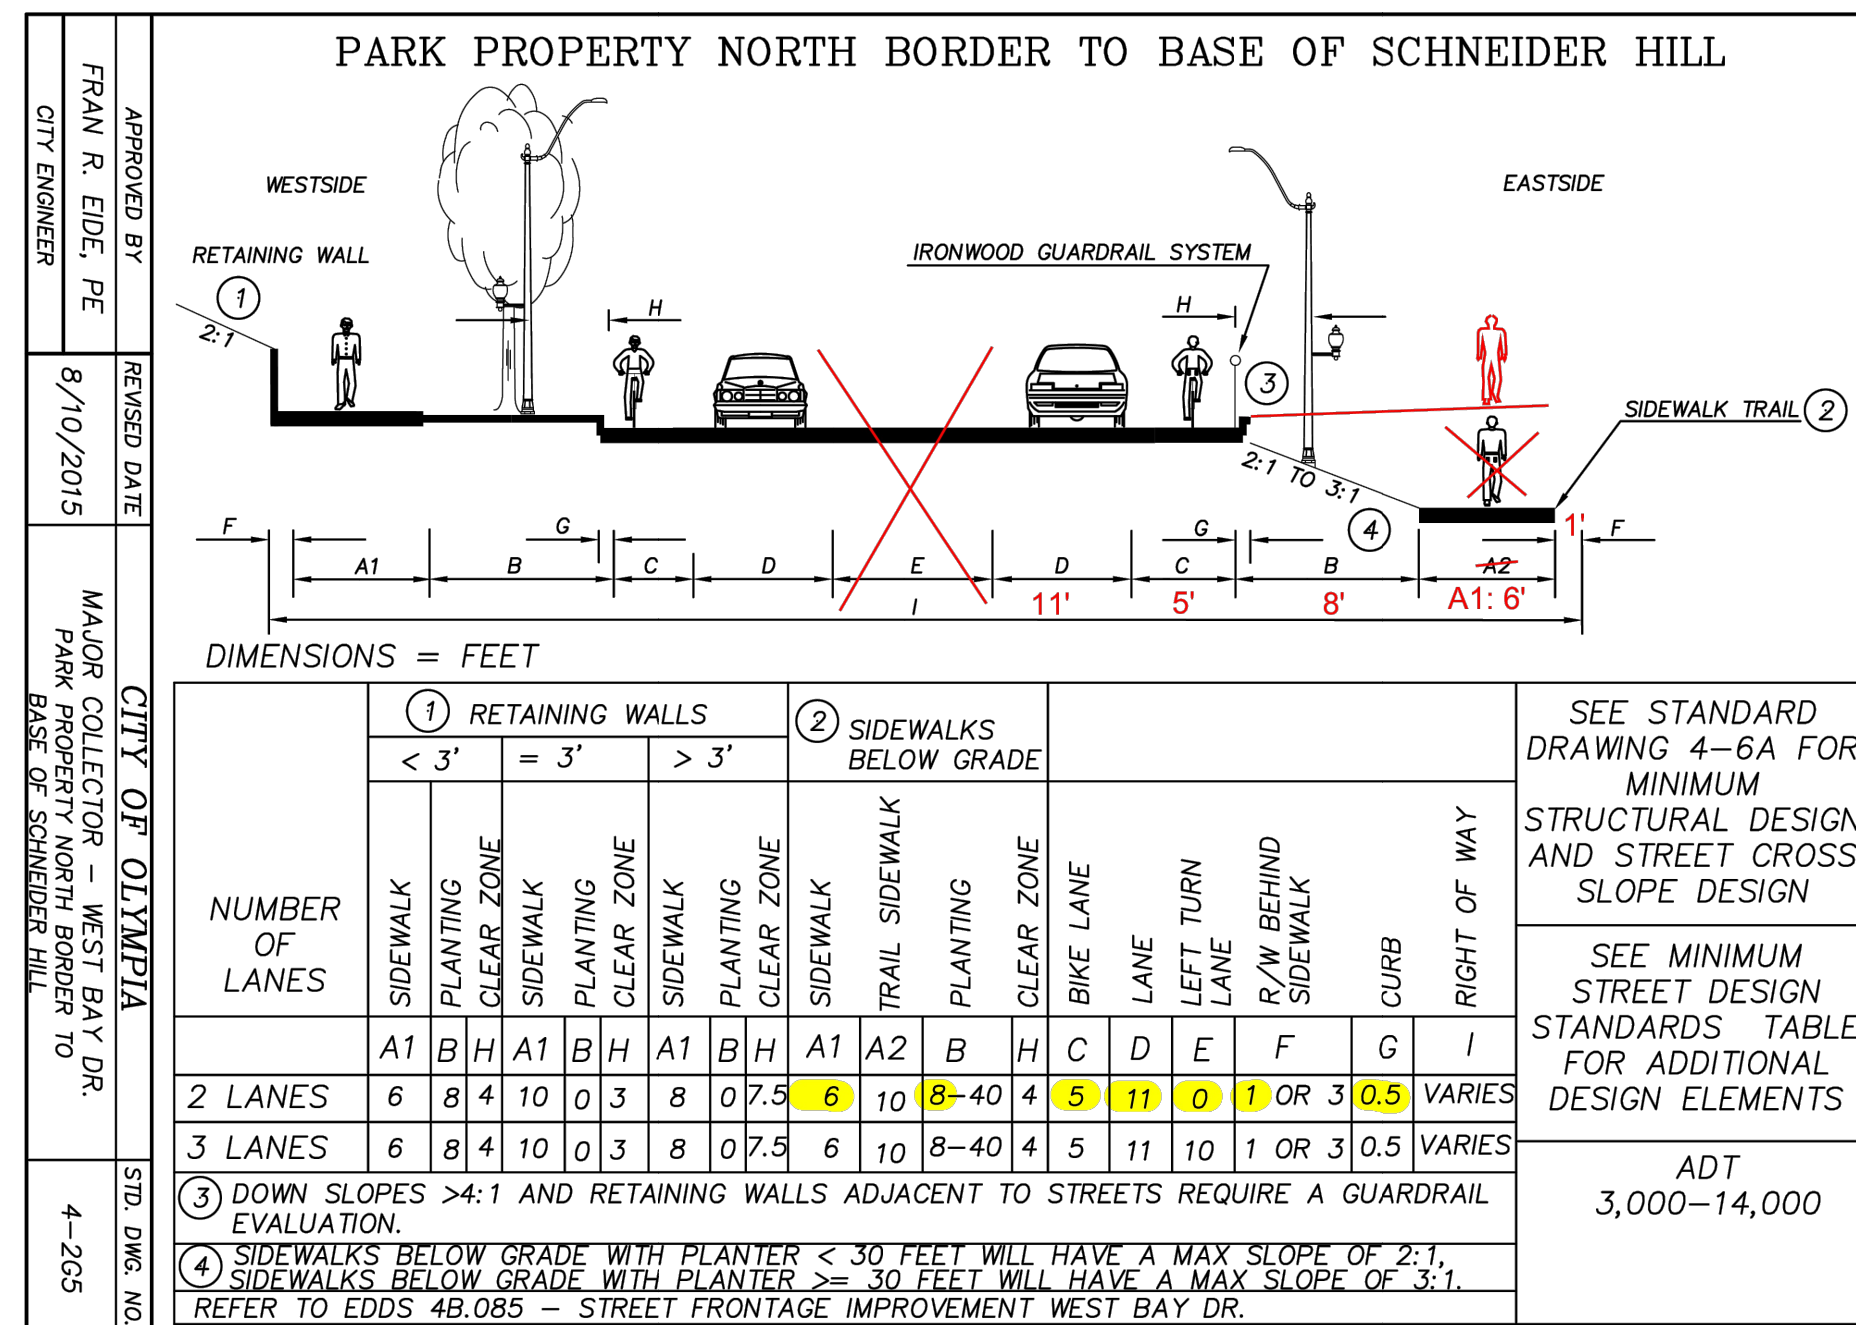 PARK PROPERTY NORTH BORDER TO BASE OF SCHNEIDER HILL
WESTSIDE
EASTSIDE
RETAINING WALL
1
2:1
IRONWOOD GUARDRAIL SYSTEM
H
H
3
SIDEWALK TRAIL 2
2:1 TO 3:1
4
1'
F
G
G
F
A1
B
C
D
E
D
C
B
A2
I
11'
5'
8'
A1: 6'
DIMENSIONS = FEET
NUMBER OF LANES
1 RETAINING WALLS
< 3'
= 3'
> 3'
2 SIDEWALKS
BELOW GRADE
SIDEWALK
PLANTING
CLEAR ZONE
SIDEWALK
PLANTING
CLEAR ZONE
SIDEWALK
PLANTING
CLEAR ZONE
SIDEWALK
TRAIL SIDEWALK
PLANTING
CLEAR ZONE
BIKE LANE
LANE
LEFT TURN
LANE
R/W BEHIND
SIDEWALK
CURB
RIGHT OF WAY
A1 B H A1 B H A1 B H A1 A2 B H C D E F G I
2 LANES 6 8 4 10 0 3 8 0 7.5 6 10 8-40 4 5 11 0 1 OR 3 0.5 VARIES
3 LANES 6 8 4 10 0 3 8 0 7.5 6 10 8-40 4 5 11 10 1 OR 3 0.5 VARIES
3 DOWN SLOPES >4:1 AND RETAINING WALLS ADJACENT TO STREETS REQUIRE A GUARDRAIL
EVALUATION.
4 SIDEWALKS BELOW GRADE WITH PLANTER < 30 FEET WILL HAVE A MAX SLOPE OF 2:1,
SIDEWALKS BELOW GRADE WITH PLANTER >= 30 FEET WILL HAVE A MAX SLOPE OF 3:1.
REFER TO EDDS 4B.085 - STREET FRONTAGE IMPROVEMENT WEST BAY DR.
SEE STANDARD
DRAWING 4-6A FOR
MINIMUM
STRUCTURAL DESIGN
AND STREET CROSS
SLOPE DESIGN
SEE MINIMUM
STREET DESIGN
STANDARDS TABLE
FOR ADDITIONAL
DESIGN ELEMENTS
ADT
3,000-14,000
APPROVED BY
FRAN R. EIDE, PE
CITY ENGINEER
REVISED DATE
8/10/2015
CITY OF OLYMPIA
MAJOR COLLECTOR - WEST BAY DR.
PARK PROPERTY NORTH BORDER TO
BASE OF SCHNEIDER HILL
STD. DWG. NO.
4-2G5